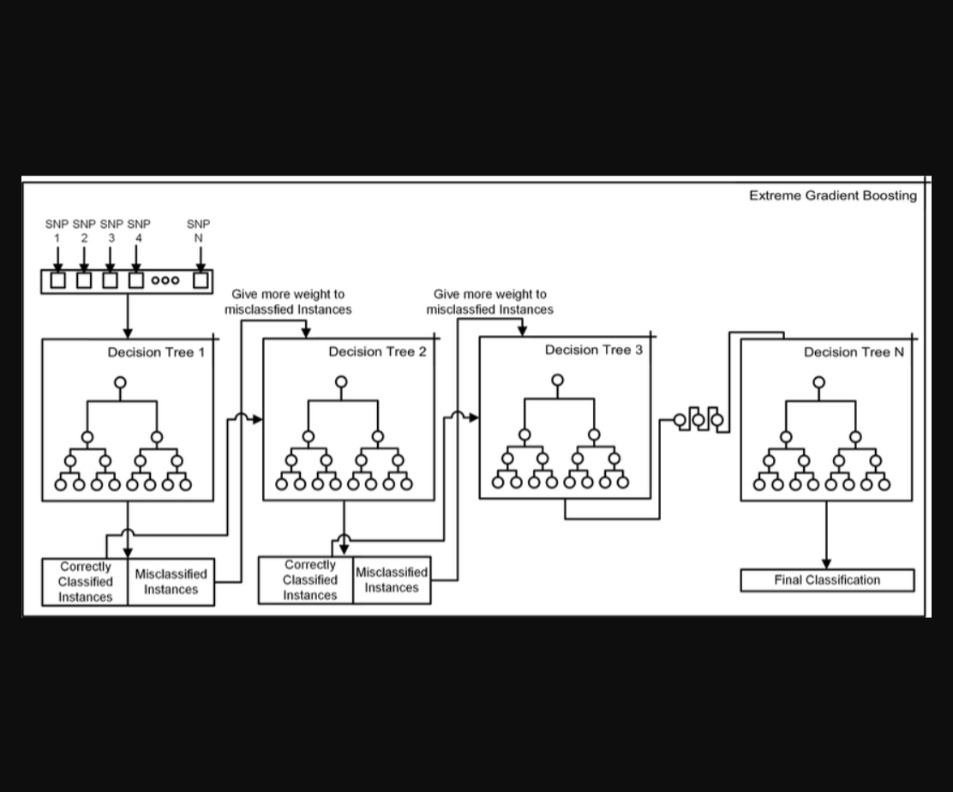 Extreme Gradient Boosting
SNP SNP SNP SNP SNP
1 2 3 4 N
Give more weight to
misclassfied Instances
Give more weight to
misclassfied Instances
Decision Tree 1
Decision Tree 2
Decision Tree 3
Decision Tree N
Correctly
Classified
Instances
Misclassified
Instances
Correctly
Classified
Instances
Misclassified
Instances
Final Classification